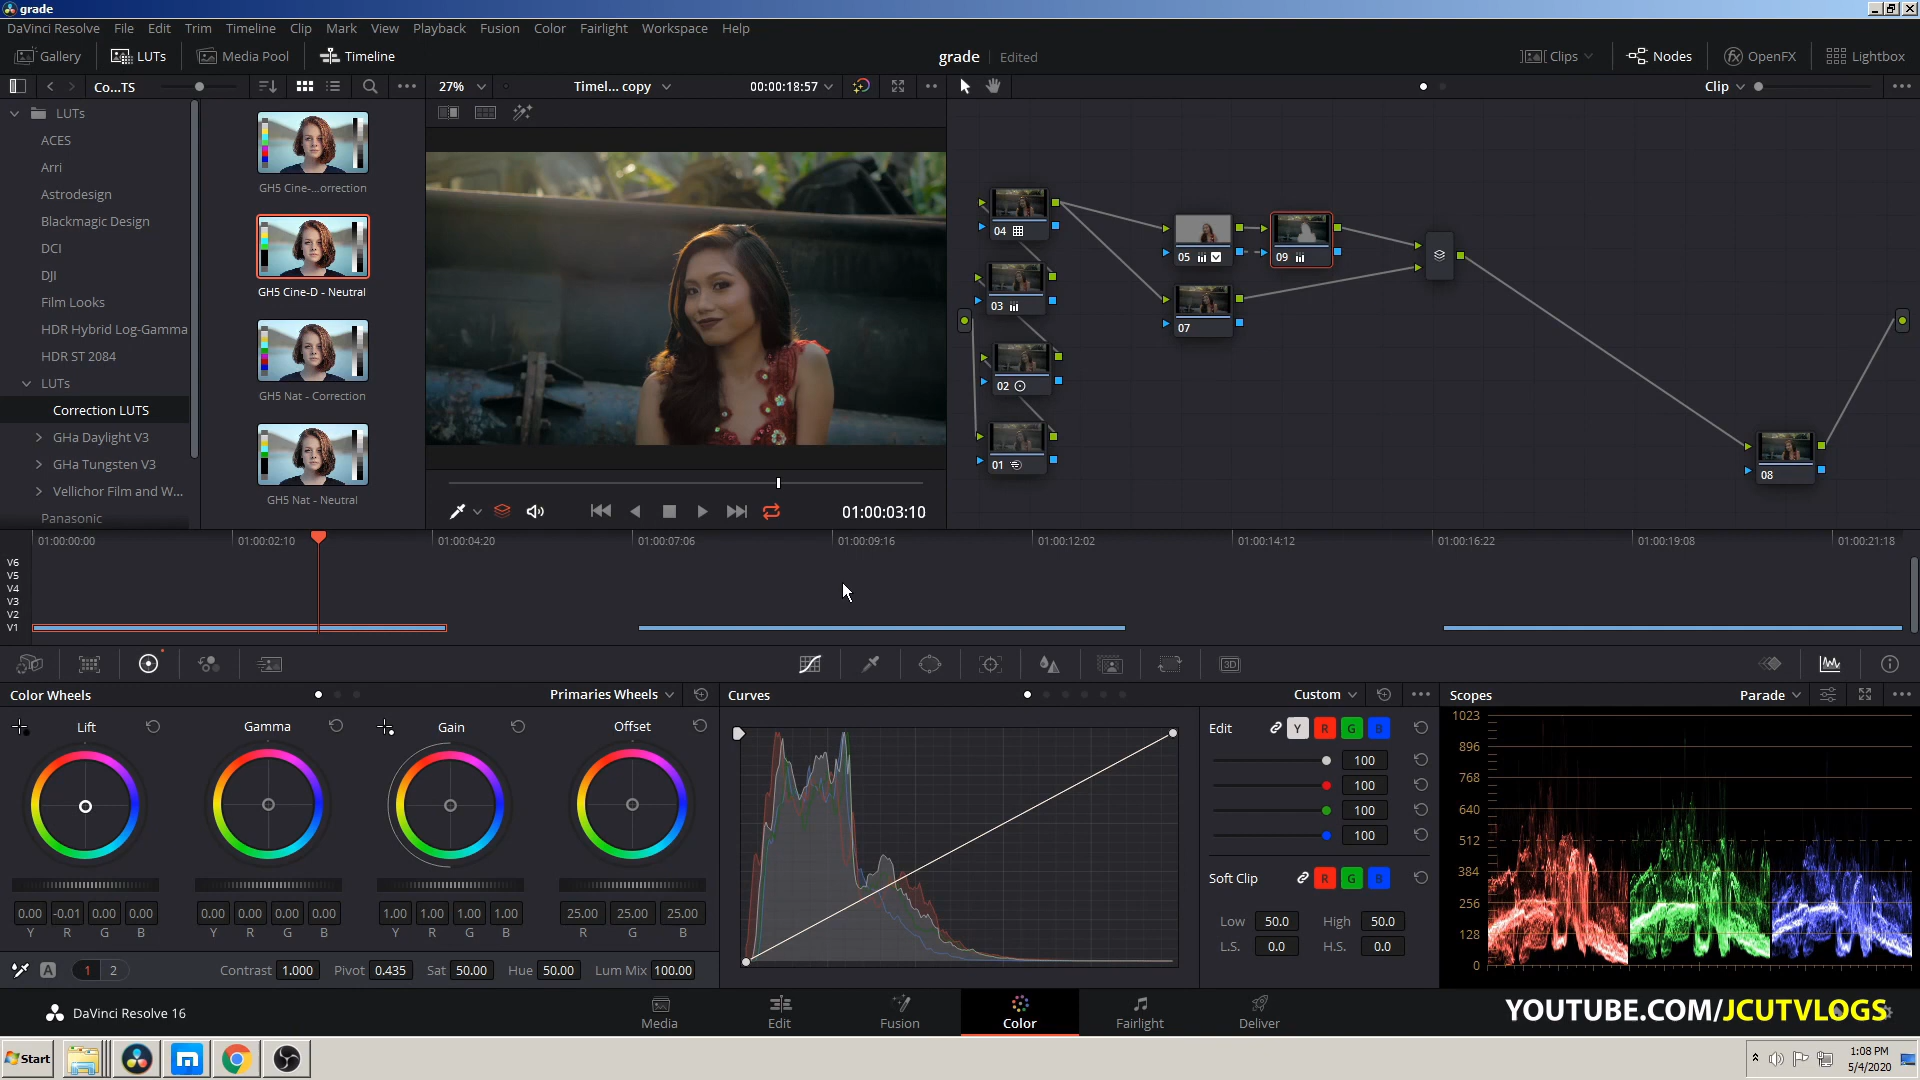 grade
DaVinci Resolve File Edit Trim Timeline Clip Mark View Playback Fusion Color Fairlight Workspace Help
Gallery LUTs Media Pool Timeline grade Edited Clips Nodes OpenFX Lightbox
Co...TS 27% Timel... copy 00:00:18:57 Clip
LUTs
ACES
Arri
Astrodesign
Blackmagic Design
DCI
DJI
Film Looks
HDR Hybrid Log-Gamma
HDR ST 2084
LUTs
Correction LUTS
GHa Daylight V3
GHa Tungsten V3
Vellichor Film and W...
Panasonic
GH5 Cine-...orrection
GH5 Cine-D - Neutral
GH5 Nat - Correction
GH5 Nat - Neutral
01:00:03:10
04
03
02
01
05
09
07
08
01:00:00:00 01:00:02:10 01:00:04:20 01:00:07:06 01:00:09:16 01:00:12:02 01:00:14:12 01:00:16:22 01:00:19:08 01:00:21:18
V6
V5
V4
V3
V2
V1
3D
Color Wheels Primaries Wheels
Lift Gamma Gain Offset
0.00 -0.01 0.00 0.00 0.00 0.00 0.00 0.00 1.00 1.00 1.00 1.00 25.00 25.00 25.00
Y R G B Y R G B Y R G B R G B
A 1 2 Contrast 1.000 Pivot 0.435 Sat 50.00 Hue 50.00 Lum Mix 100.00
Curves Custom
Edit Y R G B
100
100
100
100
Soft Clip R G B
Low 50.0 High 50.0
L.S. 0.0 H.S. 0.0
Scopes Parade
1023
896
768
640
512
384
256
128
0
DaVinci Resolve 16
Media Edit Fusion Color Fairlight Deliver
YOUTUBE.COM/JCUTVLOGS
Start
1:08 PM
5/4/2020